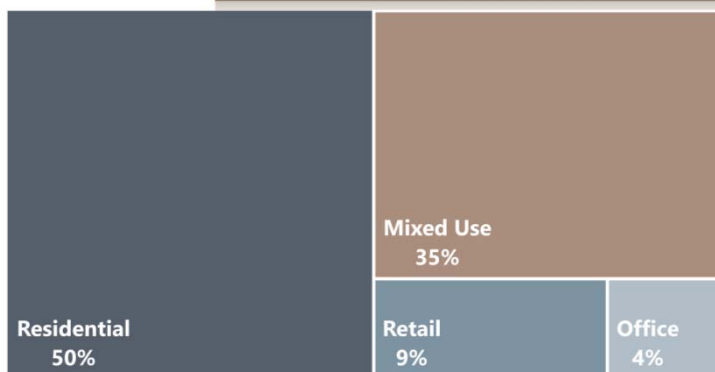 Residential
50%
Mixed Use
35%
Retail
9%
Office
4%